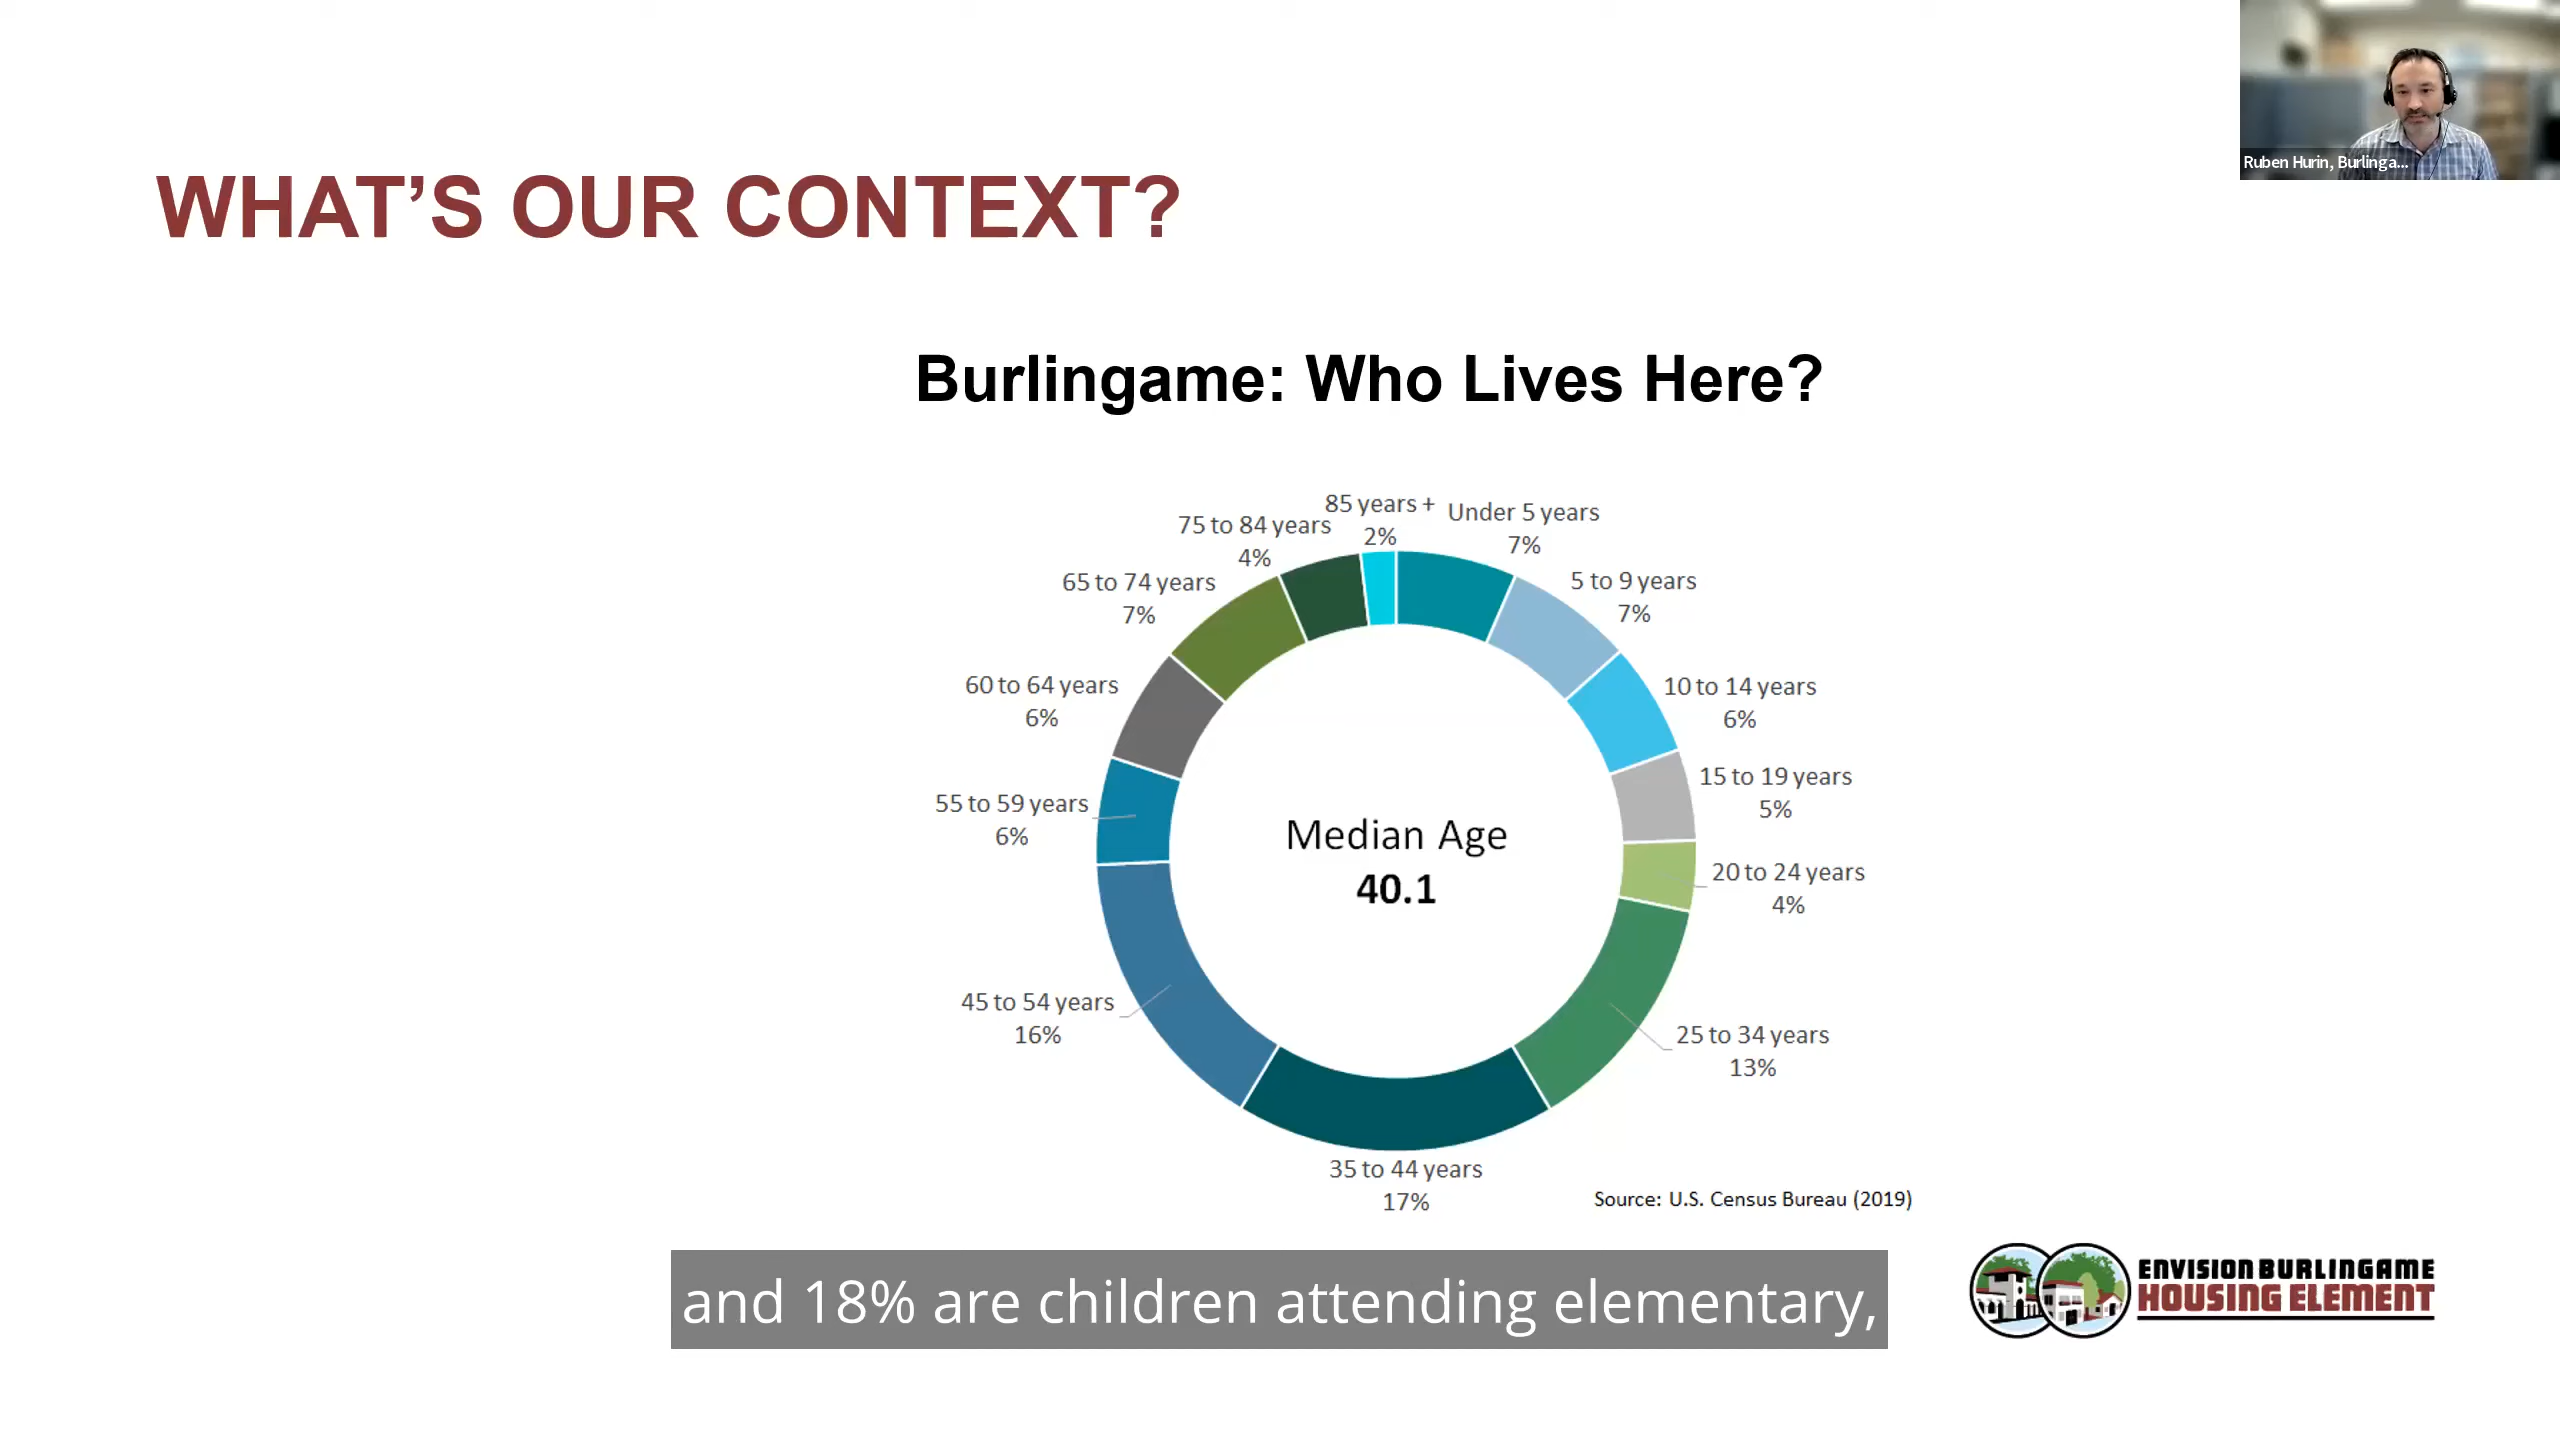 Ruben Hurin, Burlinga...
WHAT'S OUR CONTEXT?
Burlingame: Who Lives Here?
85 years +
2%
Under 5 years
7%
5 to 9 years
7%
10 to 14 years
6%
15 to 19 years
5%
20 to 24 years
4%
25 to 34 years
13%
35 to 44 years
17%
45 to 54 years
16%
55 to 59 years
6%
60 to 64 years
6%
65 to 74 years
7%
75 to 84 years
4%
Median Age
40.1
Source: U.S. Census Bureau (2019)
and 18% are children attending elementary,
ENVISION BURLINGAME
HOUSING ELEMENT